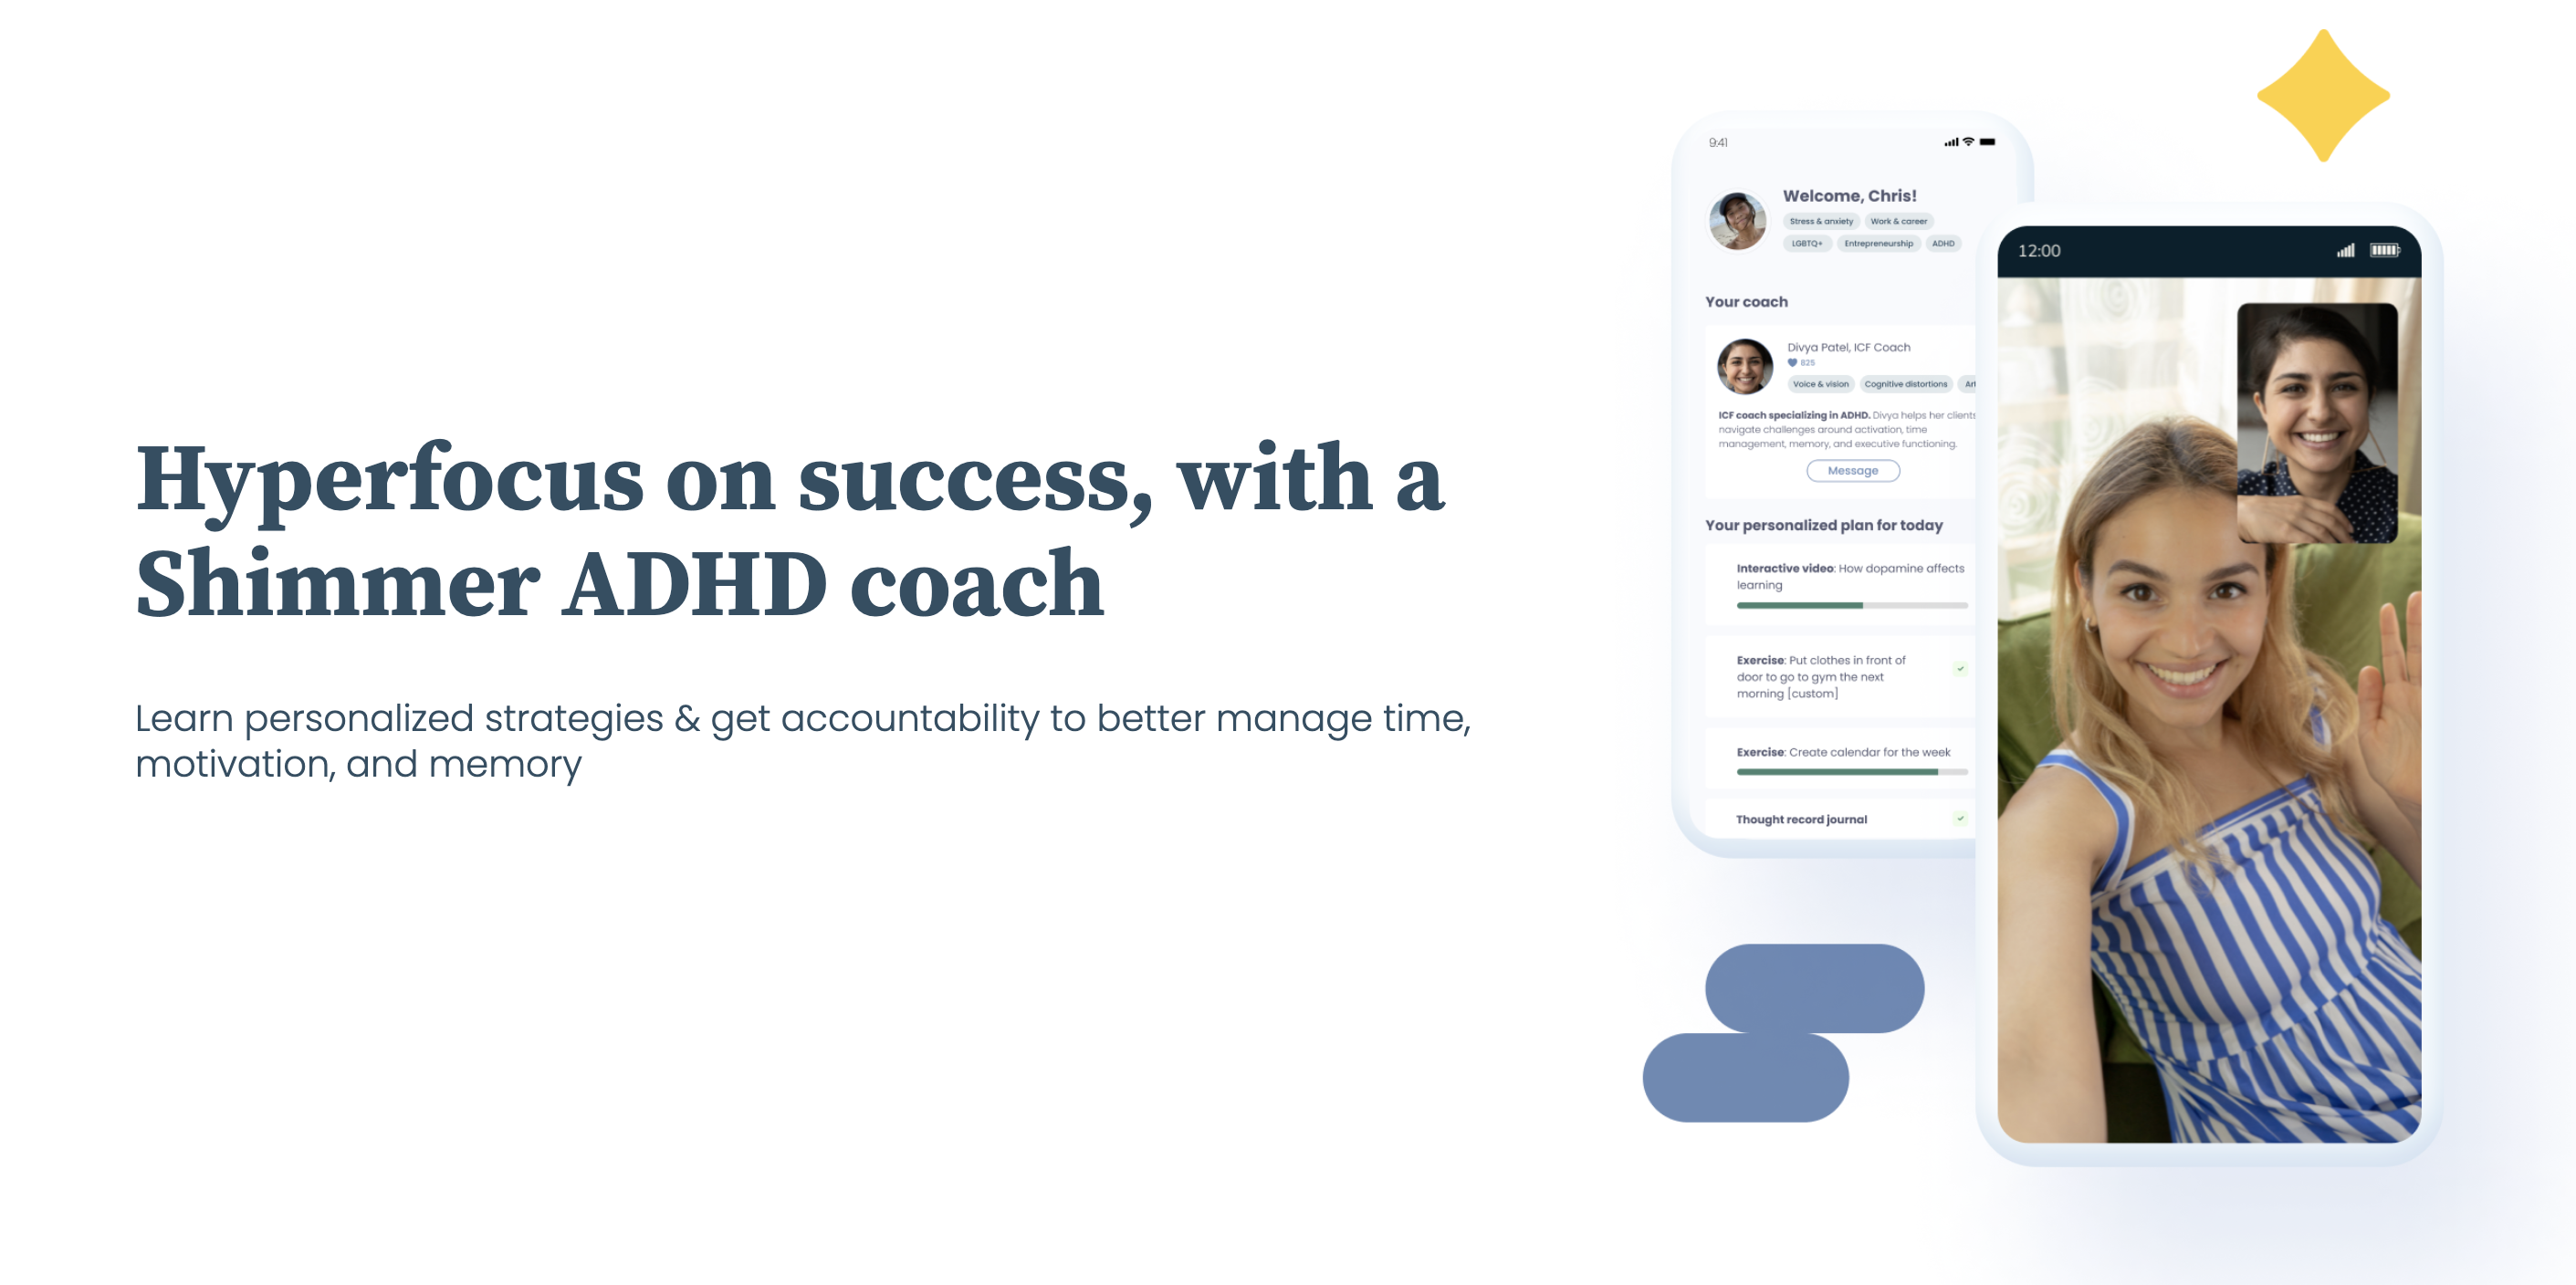 Hyperfocus on success, with a
Shimmer ADHD coach
Learn personalized strategies & get accountability to better manage time,
motivation, and memory
9:41
Welcome, Chris!
Stress & anxiety Work & career
LGBTQ+ Entrepreneurship ADHD
Your coach
Divya Patel, ICF Coach
825
Voice & vision Cognitive distortions
ICF coach specializing in ADHD. Divya helps her clients
navigate challenges around activation, time
management, memory, and executive functioning.
Message
Your personalized plan for today
Interactive video: How dopamine affects
learning
Exercise: Put clothes in front of
door to go to gym the next
morning [custom]
Exercise: Create calendar for the week
Thought record journal
12:00